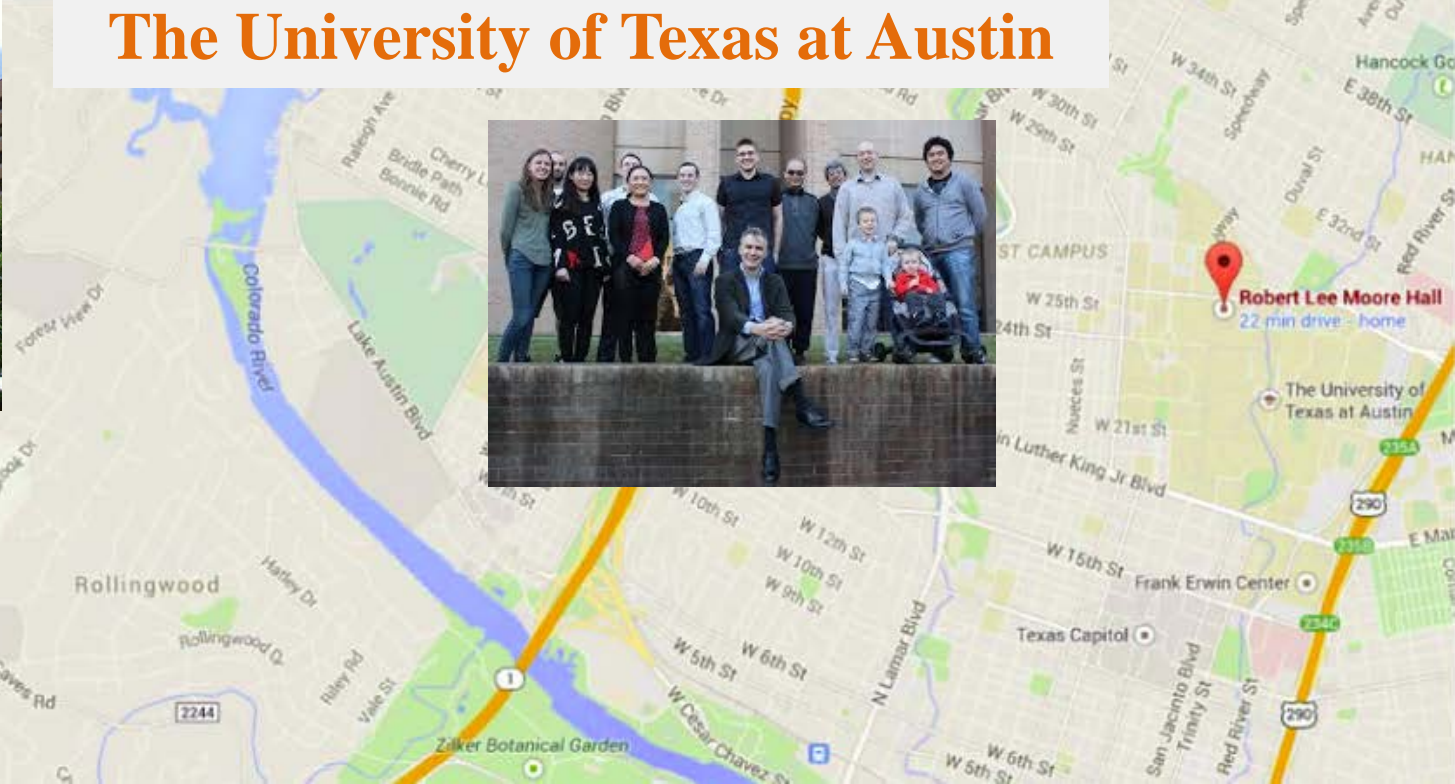 The University of Texas at Austin
W 34th St
Speedway
Hancock
E 38th St
W 30th St
W 29th St
Raleigh Ave
Cherry
Bridle Path
Bonnie Rd
Duval St
E 32nd St
Red River
ST CAMPUS
W 25th St
24th St
Robert Lee Moore Hall
22 min drive - home
Colorado River
Forest View Dr
Lake Austin Blvd
Nueces St
The University of
Texas at Austin
W 21st St
in Luther King Jr Blvd
235A
290
W 10th St
W 12th St
W 10th St
W 9th St
W 15th St
235B
Frank Erwin Center
Rollingwood
Hatley Dr
Rollingwood
Texas Capitol
234C
N Lamar Blvd
W 5th St
W 6th St
Riley Rd
Vale St
1
2244
W Cesar Chavez St
San Jacinto Blvd
Trinity St
Red River St
290
Zilker Botanical Garden
W 6th St
W 5th St